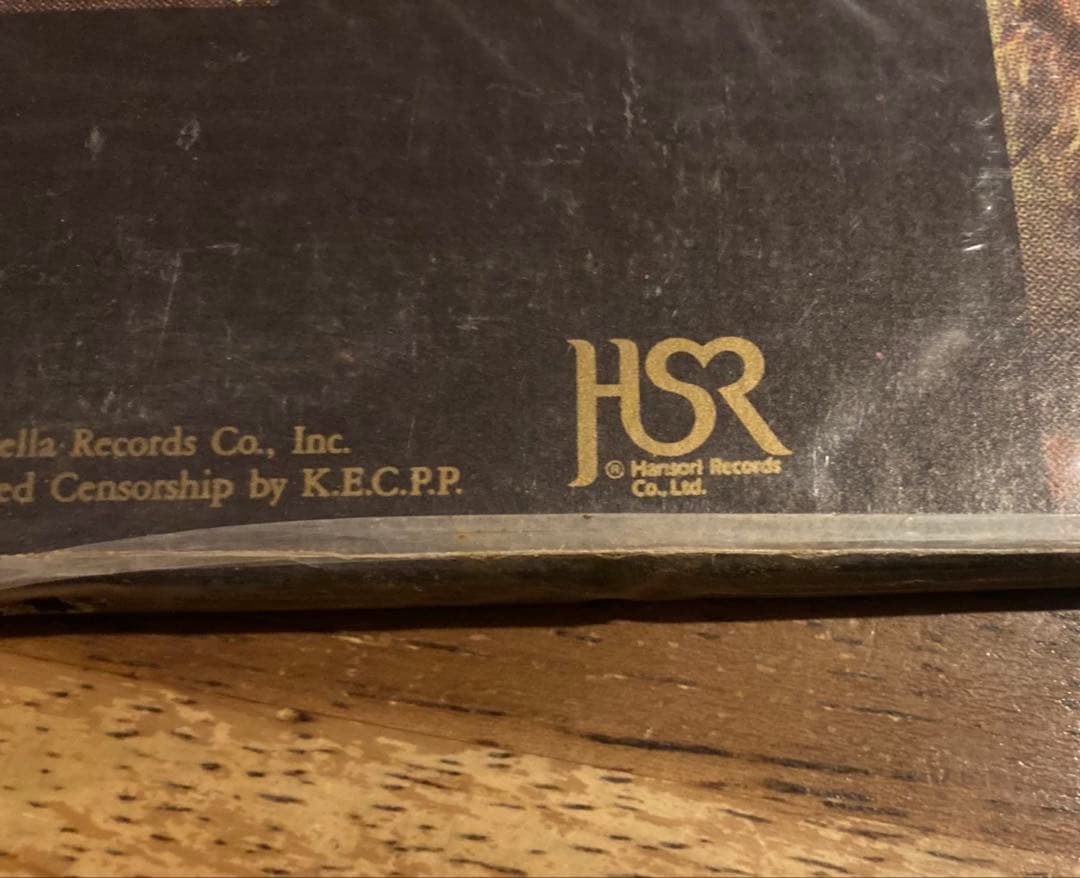 ella Records Co., Inc.
ed Censorship by K.E.C.P.P.
HSR
® Hansori Records
Co., Ltd.